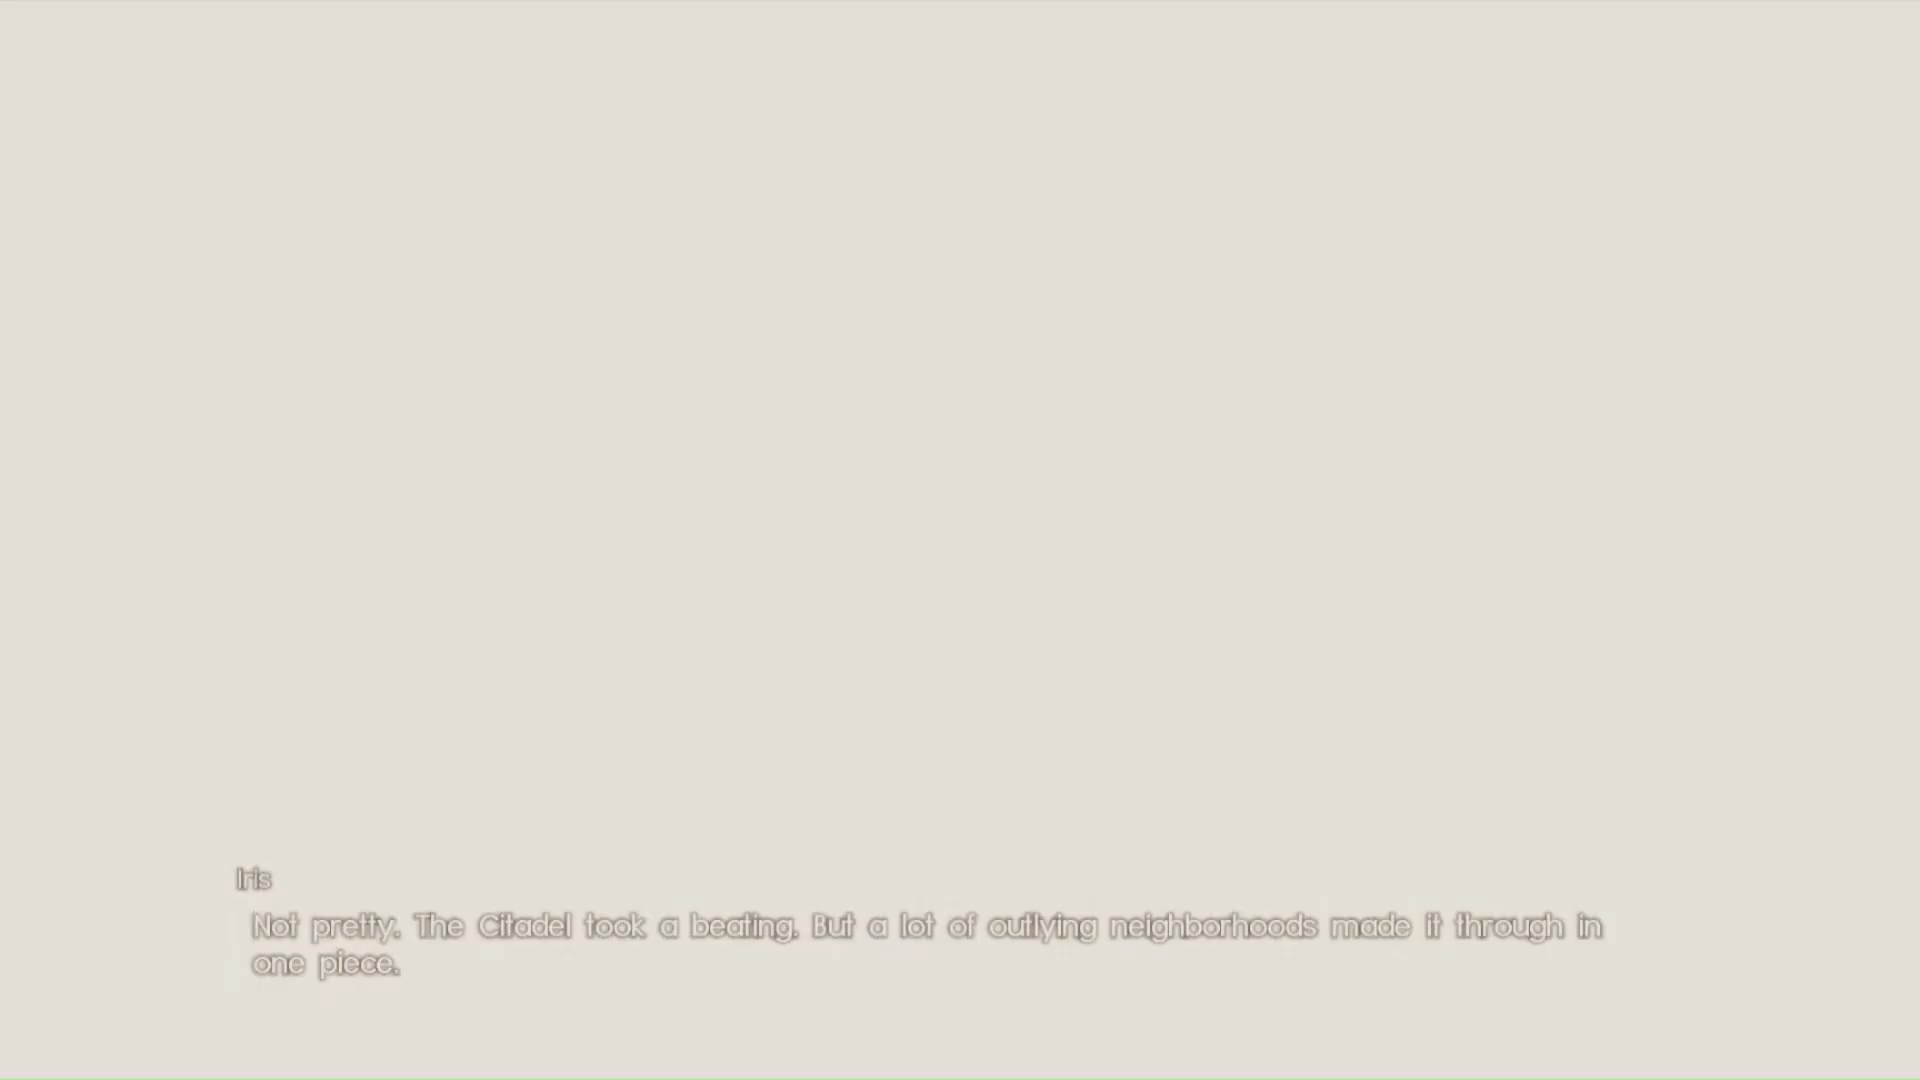 Iris
Not pretty. The Citadel took a beating. But a lot of outlying neighborhoods made it through in
one piece.